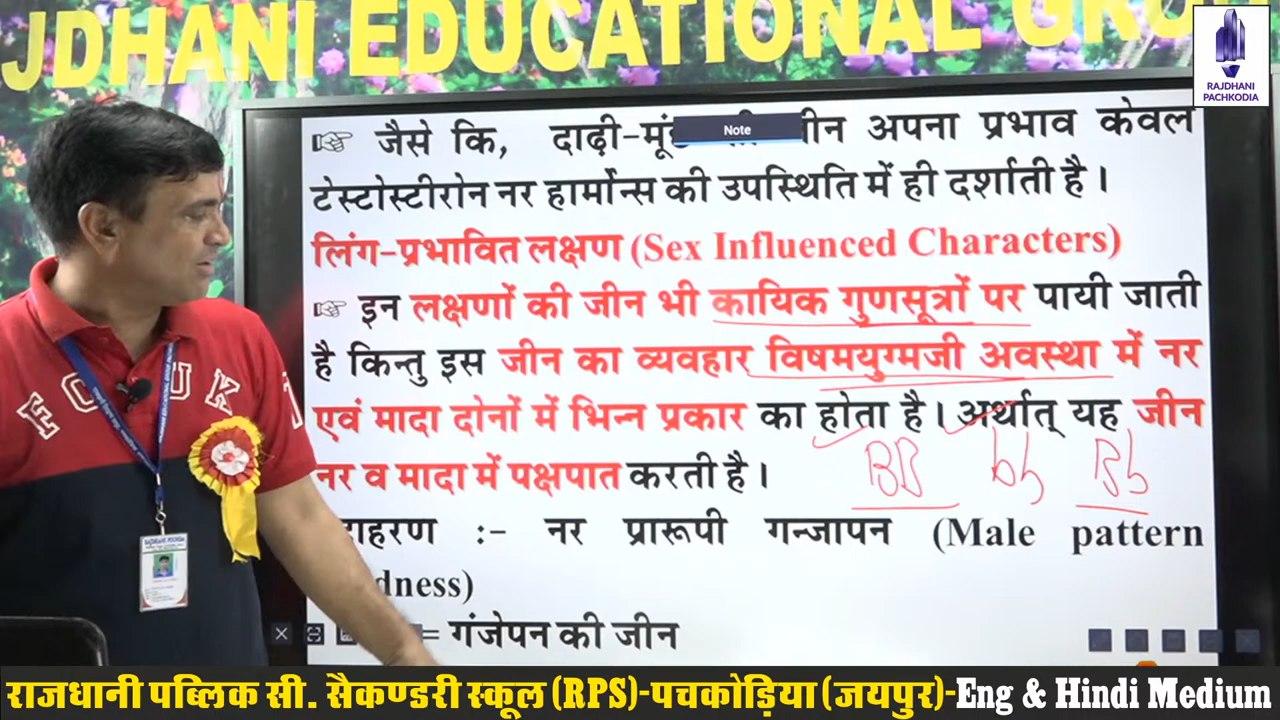 JDHANI EDUCATIONAL GRO
RAJDHANI
PACHKODIA
Note
☞ जैसे कि, दाढ़ी-मूं जीन अपना प्रभाव केवल
टेस्टोस्टीरोन नर हार्मोन्स की उपस्थिति में ही दर्शाती है।
लिंग-प्रभावित लक्षण (Sex Influenced Characters)
☞ इन लक्षणों की जीन भी कायिक गुणसूत्रों पर पायी जाती
है किन्तु इस जीन का व्यवहार विषमयुग्मजी अवस्था में नर
एवं मादा दोनों में भिन्न प्रकार का होता है। अर्थात् यह जीन
नर व मादा में पक्षपात करती है।
BB bb Bb
दाहरण :- नर प्रारूपी गन्जापन (Male pattern
dness)
= गंजेपन की जीन
राजधानी पब्लिक सी. सैकण्डरी स्कूल (RPS)-पचकोड़िया (जयपुर)-Eng & Hindi Medium